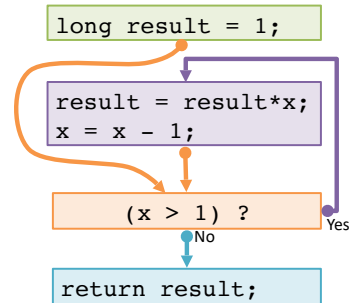 long result = 1;
result = result*x;
x = x - 1;
(x > 1) ?
Yes
No
return result;